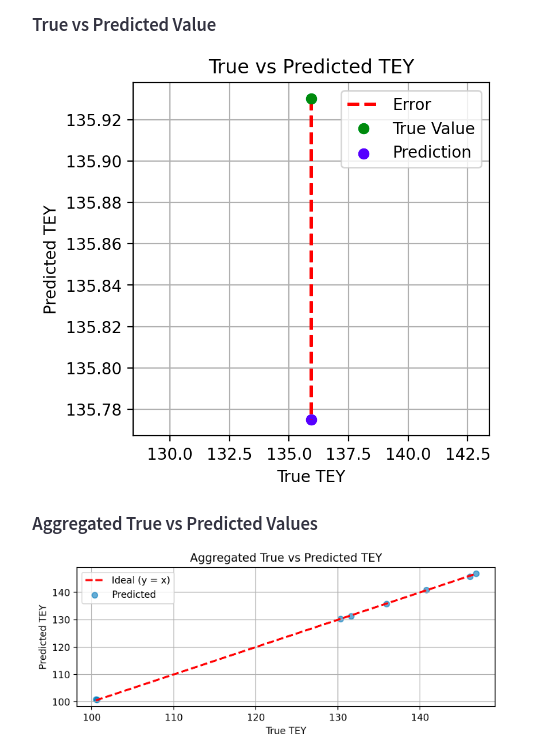 True vs Predicted Value
True vs Predicted TEY
Error
True Value
Prediction
135.92
135.90
135.88
135.86
135.84
135.82
135.80
135.78
Predicted TEY
130.0 132.5 135.0 137.5 140.0 142.5
True TEY
Aggregated True vs Predicted Values
Aggregated True vs Predicted TEY
Ideal (y = x)
Predicted
140
130
120
110
100
Predicted TEY
100 110 120 130 140
True TEY